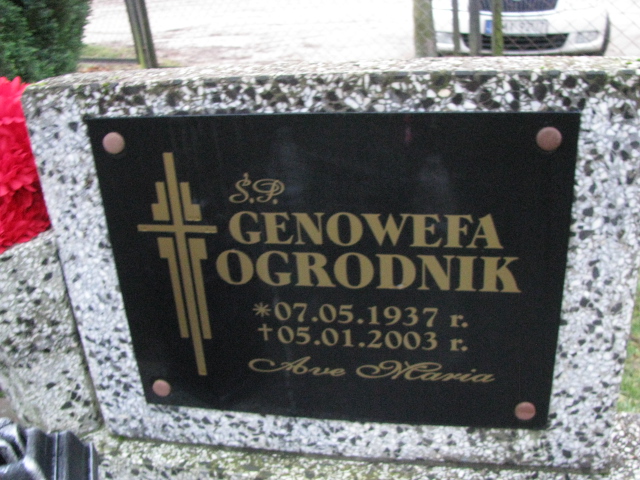 Ś.P.
GENOWEFA
OGRODNIK
*07.05.1937 r.
†05.01.2003 r.
Ave Maria